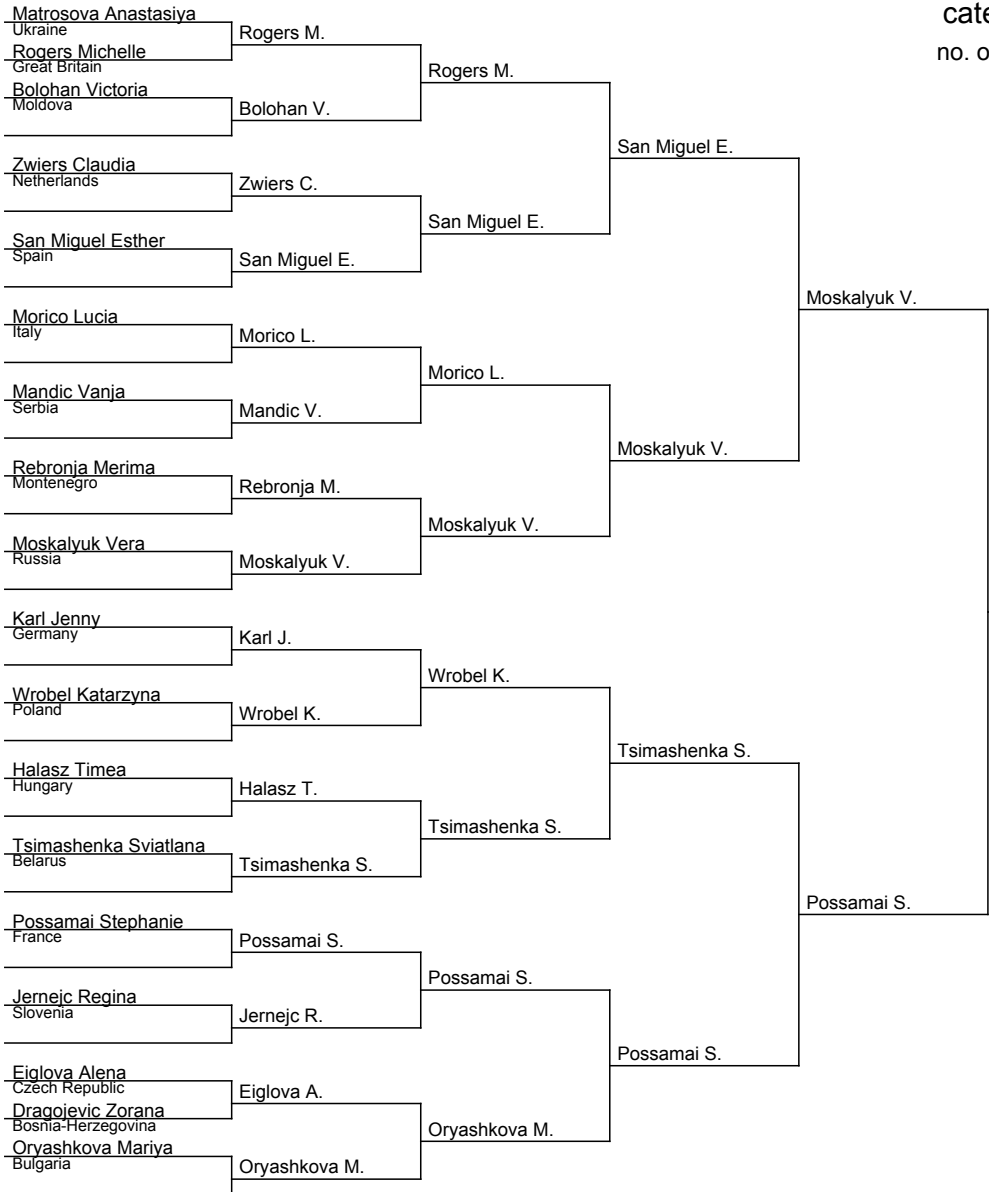 Matrosova Anastasiya
Ukraine
Rogers Michelle
Great Britain
Bolohan Victoria
Moldova
Zwiers Claudia
Netherlands
San Miguel Esther
Spain
Morico Lucia
Italy
Mandic Vanja
Serbia
Rebronja Merima
Montenegro
Moskalyuk Vera
Russia
Karl Jenny
Germany
Wrobel Katarzyna
Poland
Halasz Timea
Hungary
Tsimashenka Sviatlana
Belarus
Possamai Stephanie
France
Jernejc Regina
Slovenia
Eiglova Alena
Czech Republic
Dragojevic Zorana
Bosnia-Herzegovina
Oryashkova Mariya
Bulgaria
Rogers M.
Bolohan V.
Zwiers C.
San Miguel E.
Morico L.
Mandic V.
Rebronja M.
Moskalyuk V.
Karl J.
Wrobel K.
Halasz T.
Tsimashenka S.
Possamai S.
Jernejc R.
Eiglova A.
Oryashkova M.
Rogers M.
San Miguel E.
Morico L.
Moskalyuk V.
Wrobel K.
Tsimashenka S.
Possamai S.
Oryashkova M.
San Miguel E.
Moskalyuk V.
Tsimashenka S.
Possamai S.
Moskalyuk V.
Possamai S.
cate
no. o